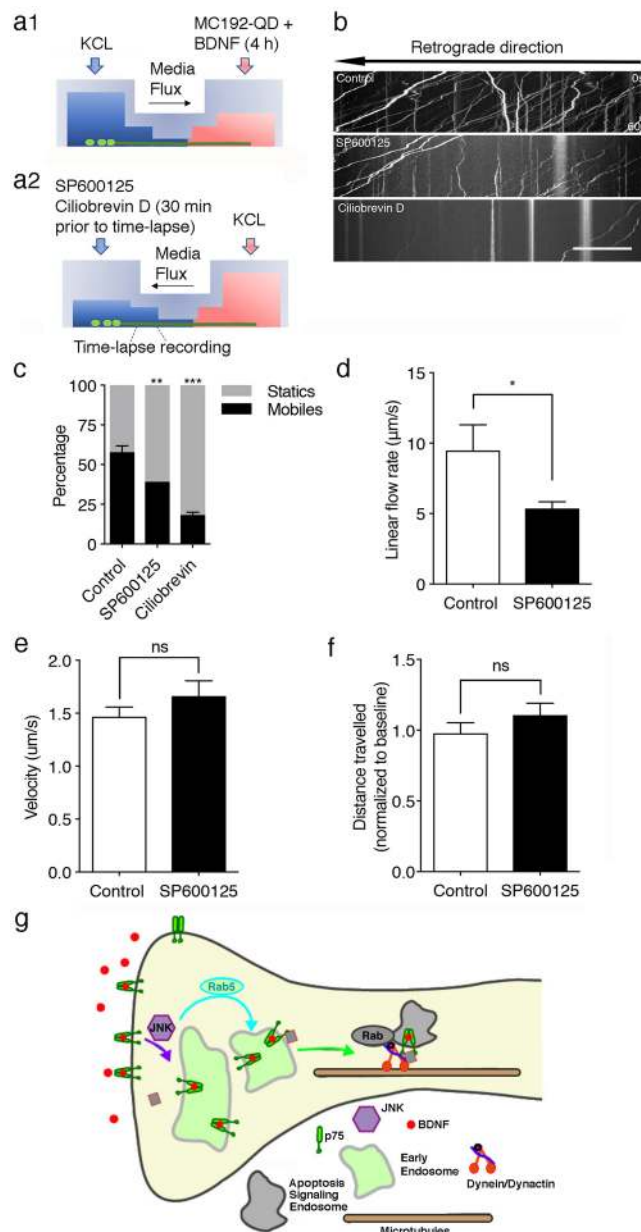 a1
MC192-QD +
BDNF (4 h)
KCL
Media
Flux
a2
SP600125
Ciliobrevin D (30 min
prior to time-lapse)
KCL
Media
Flux
Time-lapse recording
b
Retrograde direction
Control
0s
60
SP600125
Ciliobrevin D
c
100
75
50
25
0
Percentage
** ***
Statics
Mobiles
Control
SP600125
Ciliobrevin
d
Linear flow rate (µm/s)
15
10
5
0
*
Control SP600125
e
Velocity (um/s)
2.0
1.5
1.0
0.5
0.0
ns
Control SP600125
f
Distance travelled
(normalized to baseline)
1.5
1.0
0.5
0.0
ns
Control SP600125
g
Rab5
JNK
Rab
JNK
BDNF
p75
Early
Endosome
Dynein/Dynactin
Apoptosis
Signaling
Endosome
Microtubules